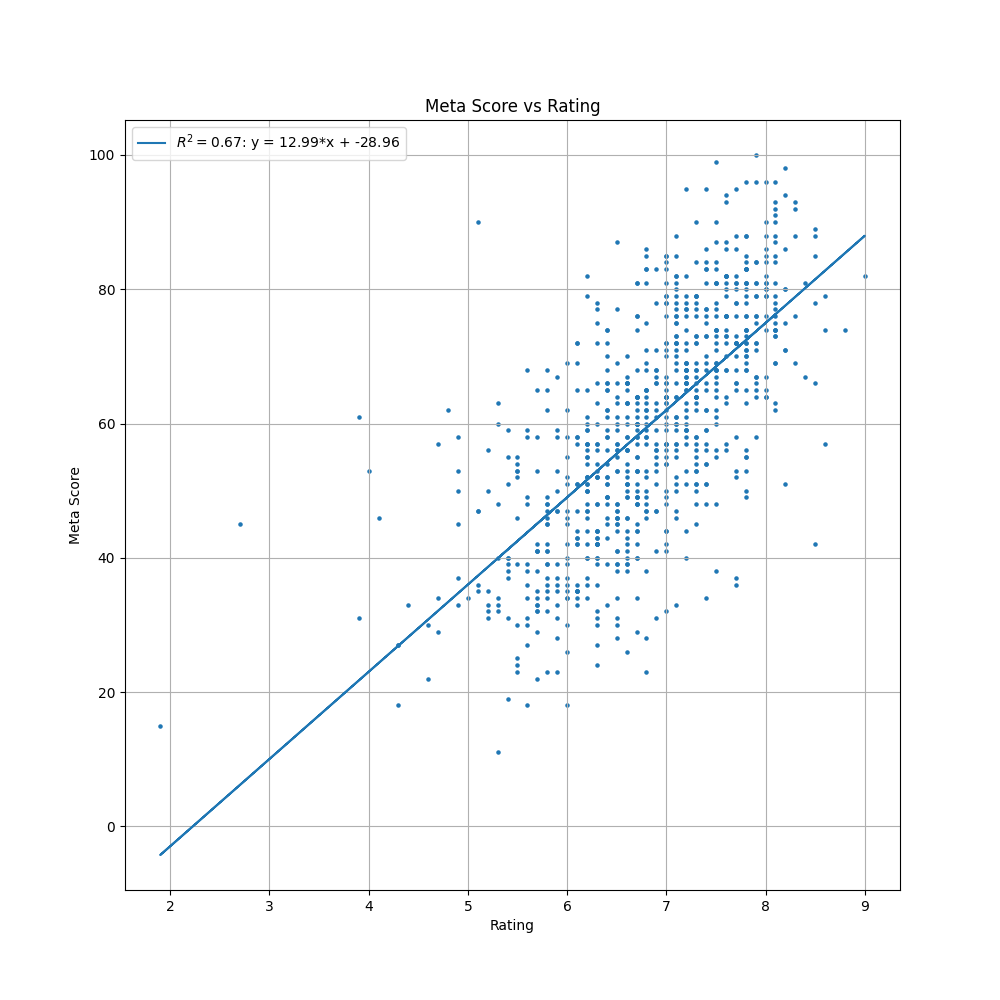 Meta Score vs Rating
R² = 0.67: y = 12.99*x + -28.96
100
80
60
40
20
0
Meta Score
2 3 4 5 6 7 8 9
Rating